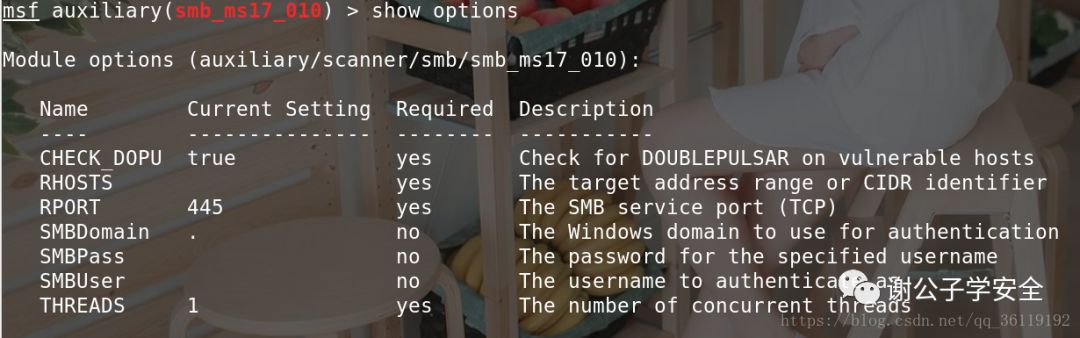 msf auxiliary(smb_ms17_010) > show options
Module options (auxiliary/scanner/smb/smb_ms17_010):
Name Current Setting Required Description
---- --------------- -------- -----------
CHECK_DOPU true yes Check for DOUBLEPULSAR on vulnerable hosts
RHOSTS yes The target address range or CIDR identifier
RPORT 445 yes The SMB service port (TCP)
SMBDomain . no The Windows domain to use for authentication
SMBPass no The password for the specified username
SMBUser no The username to authenticate as
THREADS 1 yes The number of concurrent threads
谢公子学安全
https://blog.csdn.net/qq_36119192